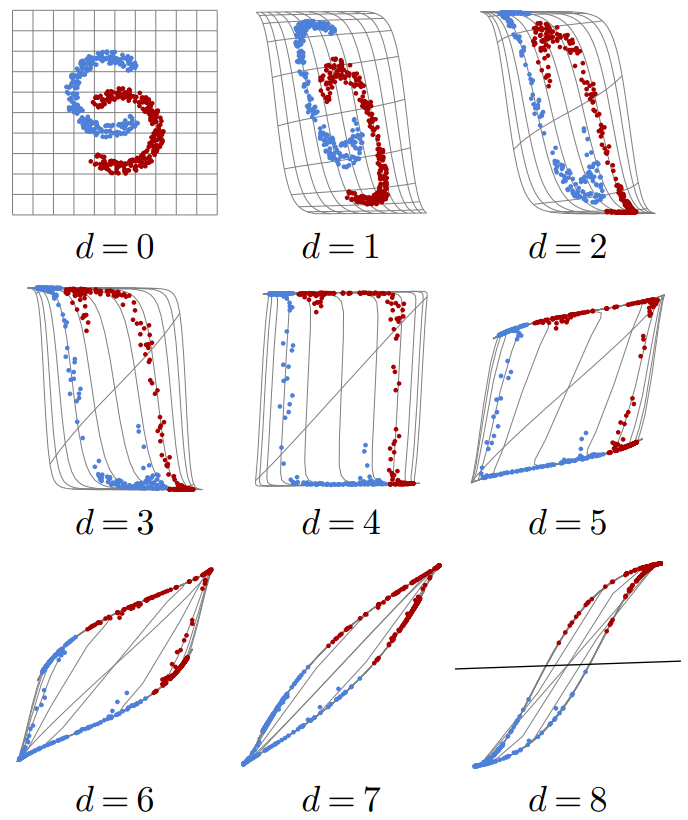 d = 0
d = 1
d = 2
d = 3
d = 4
d = 5
d = 6
d = 7
d = 8